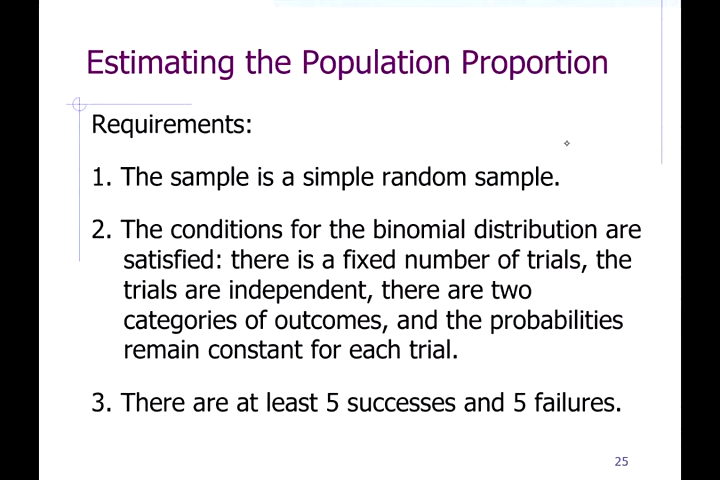 Estimating the Population Proportion
Requirements:
1. The sample is a simple random sample.
2. The conditions for the binomial distribution are
satisfied: there is a fixed number of trials, the
trials are independent, there are two
categories of outcomes, and the probabilities
remain constant for each trial.
3. There are at least 5 successes and 5 failures.
25